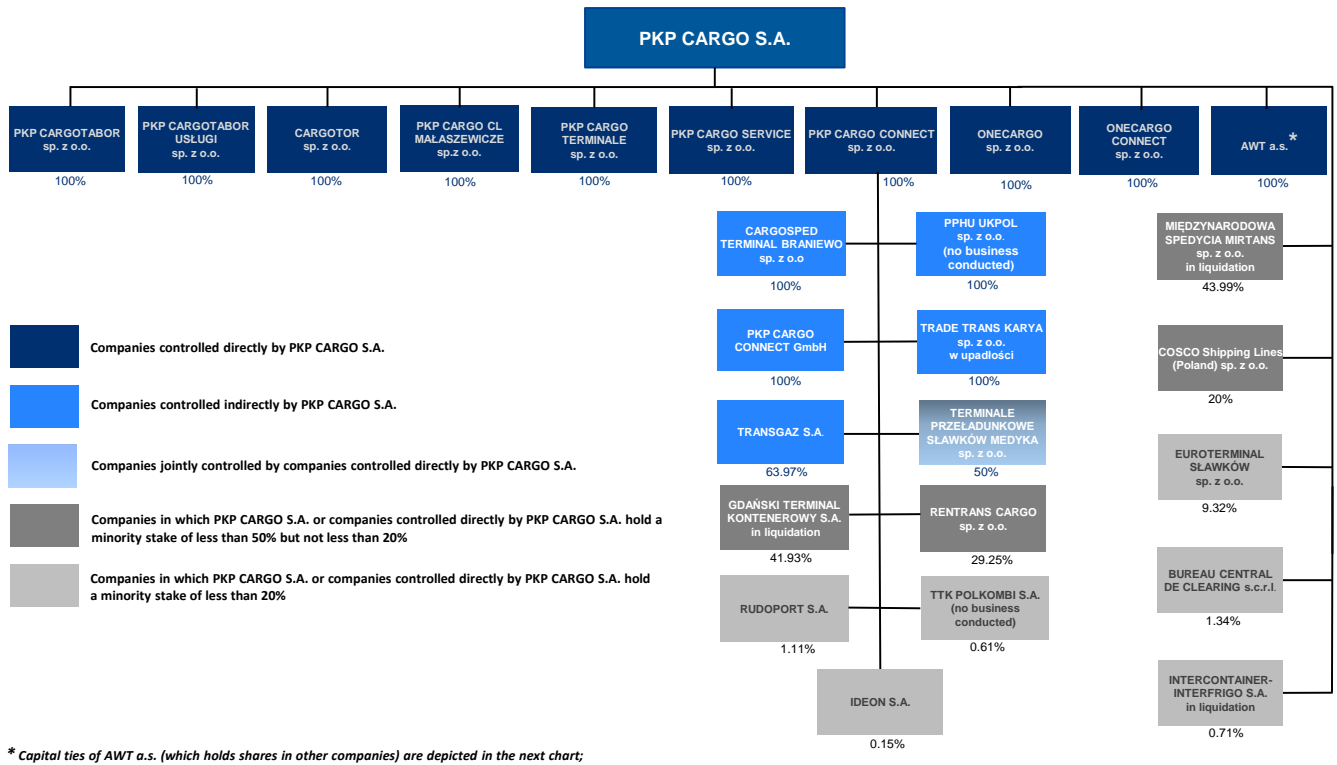 PKP CARGO S.A.
PKP CARGOTABOR
sp. z o.o.
100%
PKP CARGOTABOR
USŁUGI
sp. z o.o.
100%
CARGOTOR
sp. z o.o.
100%
PKP CARGO CL
MAŁASZEWICZE
sp.z o.o.
100%
PKP CARGO
TERMINALE
sp. z o.o.
100%
PKP CARGO SERVICE
sp. z o.o.
100%
PKP CARGO CONNECT
sp. z o.o.
100%
ONECARGO
sp. z o.o.
100%
ONECARGO
CONNECT
sp. z o.o.
100%
AWT a.s.*
100%
CARGOSPED
TERMINAL BRANIEWO
sp. z o.o
100%
PPHU UKPOL
sp. z o.o.
(no business
conducted)
100%
MIĘDZYNARODOWA
SPEDYCIA MIRTANS
sp. z o.o.
in liquidation
43.99%
PKP CARGO
CONNECT GmbH
100%
TRADE TRANS KARYA
sp. z o.o.
w upadłości
100%
COSCO Shipping Lines
(Poland) sp. z o.o.
20%
TRANSGAZ S.A.
63.97%
TERMINALE
PRZEŁADUNKOWE
SŁAWKÓW MEDYKA
sp. z o.o.
50%
EUROTERMINAL
SŁAWKÓW
sp. z o.o.
9.32%
GDAŃSKI TERMINAL
KONTENEROWY S.A.
in liquidation
41.93%
RENTRANS CARGO
sp. z o.o.
29.25%
BUREAU CENTRAL
DE CLEARING s.c.r.l.
1.34%
RUDOPORT S.A.
1.11%
TTK POLKOMBI S.A.
(no business
conducted)
0.61%
INTERCONTAINER-
INTERFRIGO S.A.
in liquidation
0.71%
IDEON S.A.
0.15%
Companies controlled directly by PKP CARGO S.A.
Companies controlled indirectly by PKP CARGO S.A.
Companies jointly controlled by companies controlled directly by PKP CARGO S.A.
Companies in which PKP CARGO S.A. or companies controlled directly by PKP CARGO S.A. hold a
minority stake of less than 50% but not less than 20%
Companies in which PKP CARGO S.A. or companies controlled directly by PKP CARGO S.A. hold
a minority stake of less than 20%
* Capital ties of AWT a.s. (which holds shares in other companies) are depicted in the next chart;